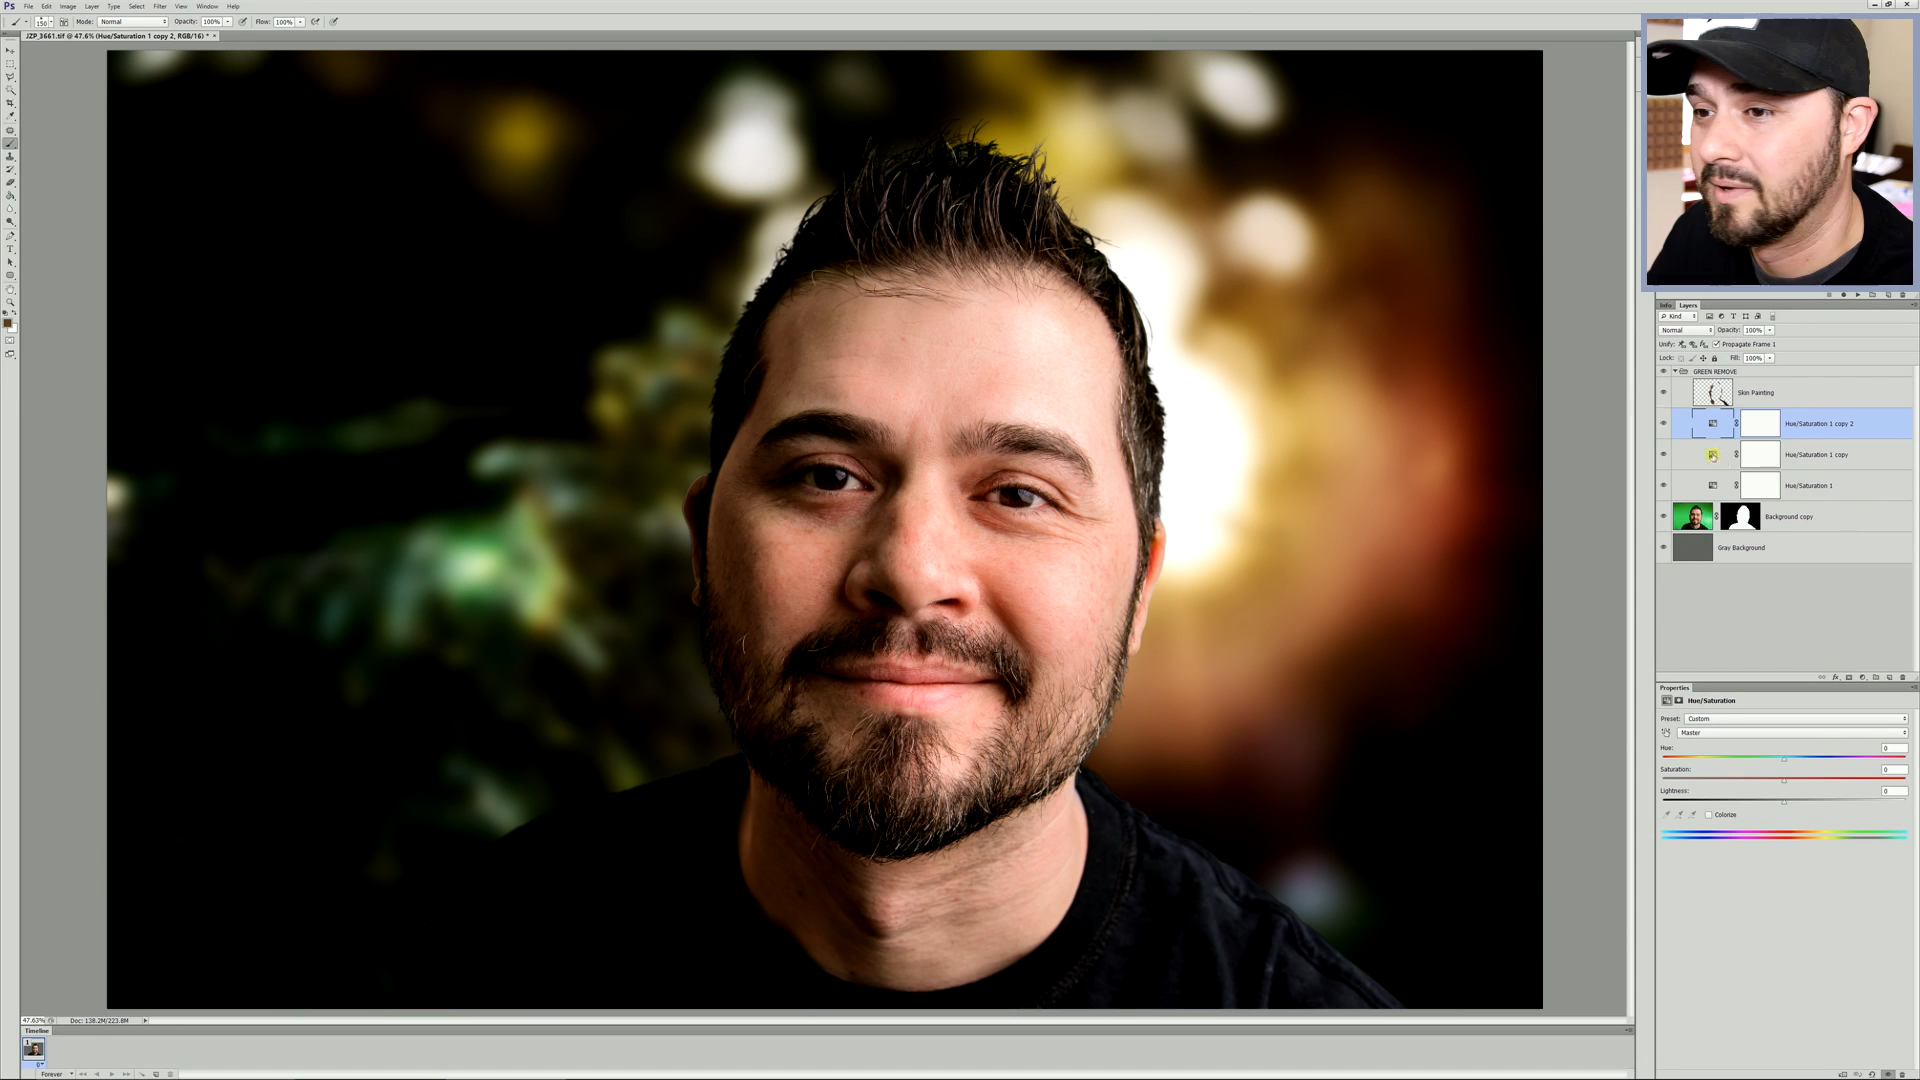 Ps File Edit Image Layer Type Select Filter View Window Help
150 Mode: Normal Opacity: 100% Flow: 100%
JZP_3661.tif @ 47.6% (Hue/Saturation 1 copy 2, RGB/16) * ×
Info Layers
Kind
Normal Opacity: 100%
Unify: Propagate Frame 1
Lock: Fill: 100%
GREEN REMOVE
Skin Painting
Hue/Saturation 1 copy 2
Hue/Saturation 1 copy
Hue/Saturation 1
Background copy
Gray Background
fx
Properties
Hue/Saturation
Preset: Custom
Master
Hue: 0
Saturation: 0
Lightness: 0
Colorize
47.63% Doc: 138.2M/223.8M
Timeline
1
Forever